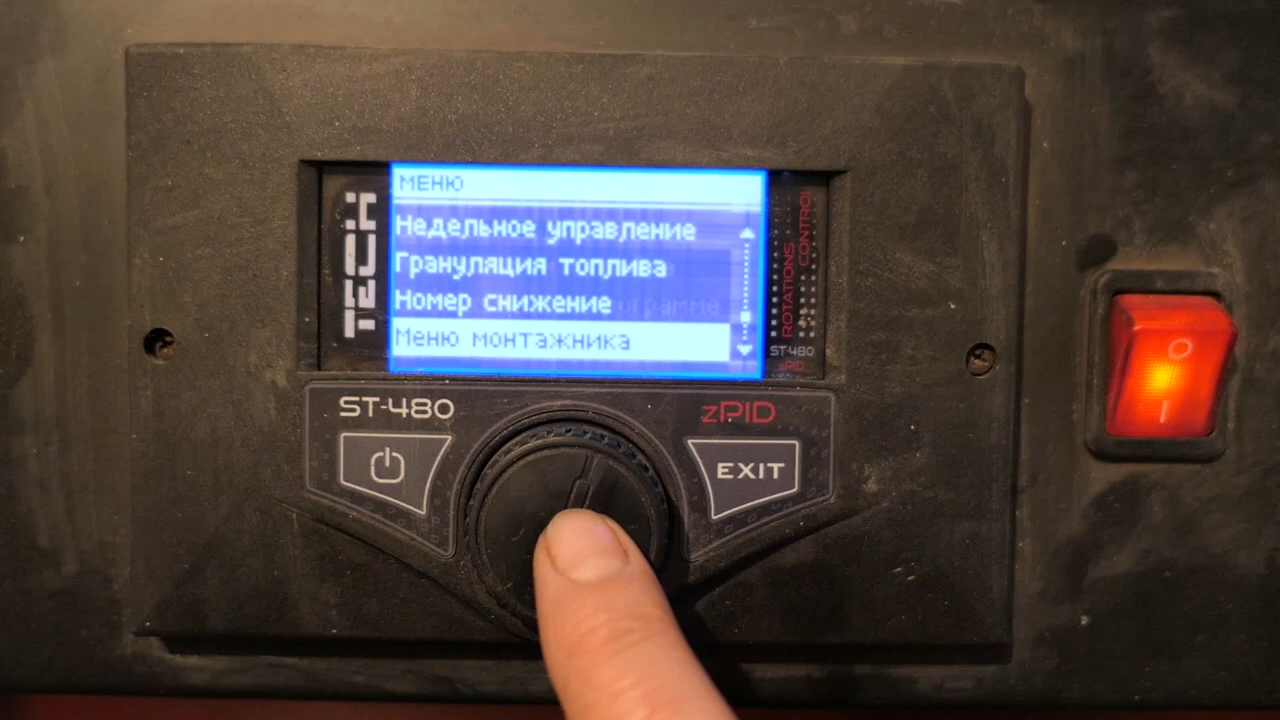 МЕНЮ
Недельное управление
Грануляция топлива
Номер снижение
Меню монтажника
TECH
ROTATIONS
CONTROL
ST-480
zPID
ST-480
zPID
EXIT
O
I